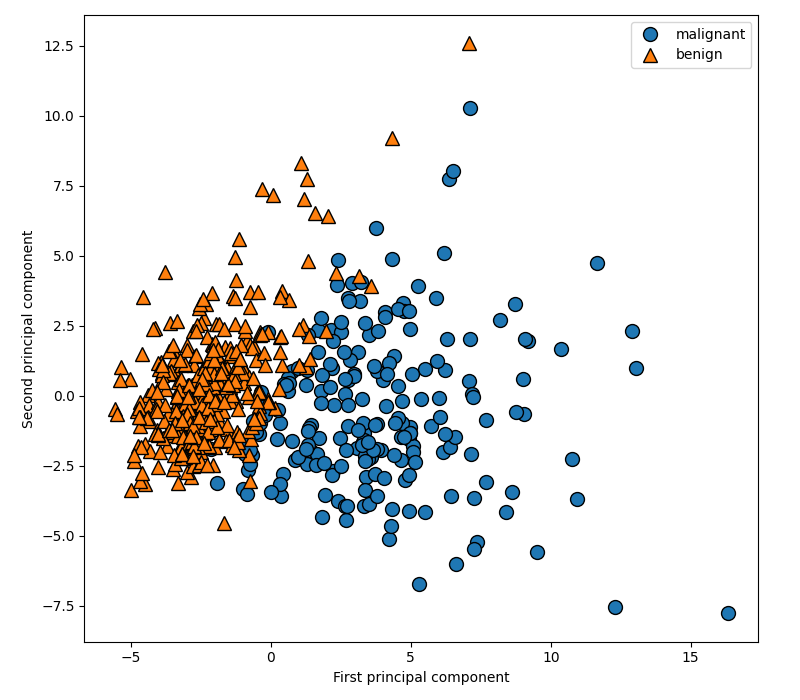 malignant
benign
12.5
10.0
7.5
5.0
2.5
0.0
−2.5
−5.0
−7.5
Second principal component
−5 0 5 10 15
First principal component